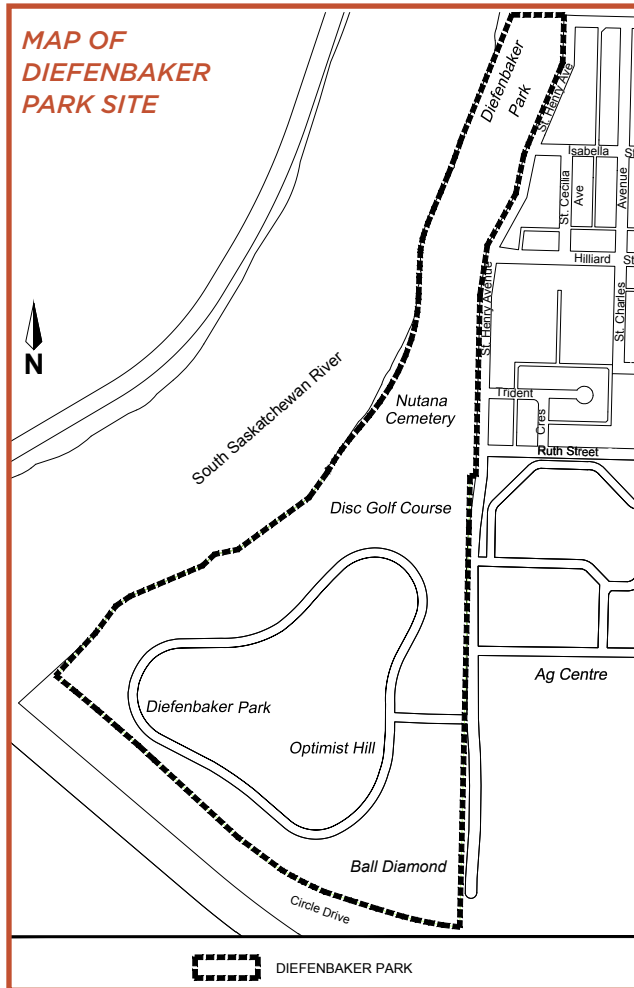 MAP OF
DIEFENBAKER
PARK SITE
Diefenbaker
Park
St. Henry Ave
Isabella St
St. Cecilia
Ave
Avenue
Hilliard St
St. Henry Avenue
St. Charles
N
South Saskatchewan River
Nutana
Cemetery
Trident
Cres
Ruth Street
Disc Golf Course
Ag Centre
Diefenbaker Park
Optimist Hill
Ball Diamond
Circle Drive
DIEFENBAKER PARK